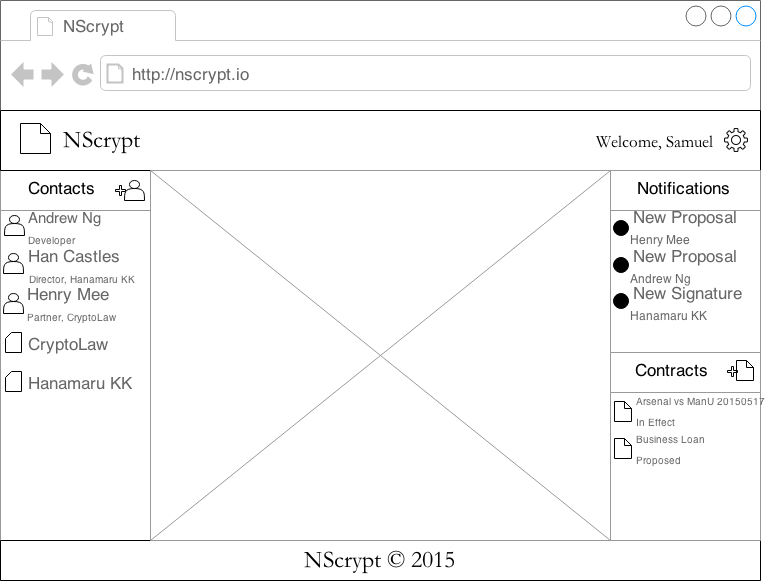 NScrypt
http://nscrypt.io
NScrypt
Welcome, Samuel
Contacts
Andrew Ng
Developer
Han Castles
Director, Hanamaru KK
Henry Mee
Partner, CryptoLaw
CryptoLaw
Hanamaru KK
Notifications
New Proposal
Henry Mee
New Proposal
Andrew Ng
New Signature
Hanamaru KK
Contracts
Arsenal vs ManU 20150517
In Effect
Business Loan
Proposed
NScrypt © 2015